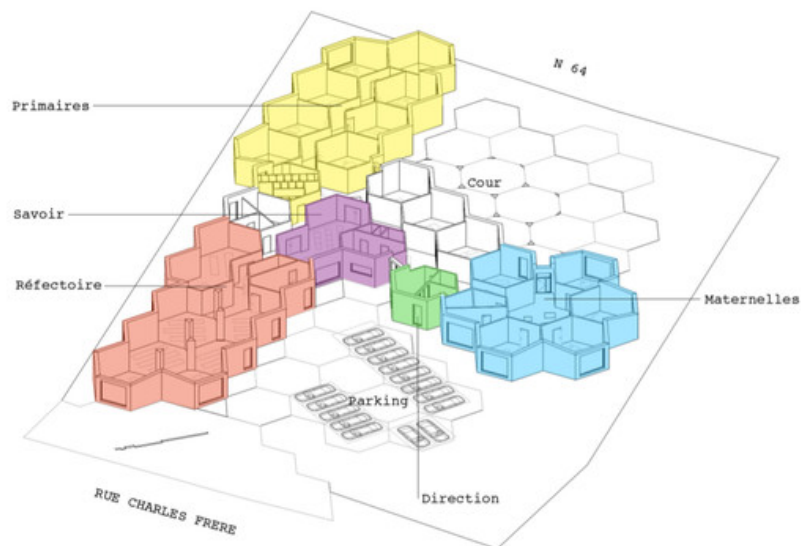 N 64
Primaires
Cour
Savoir
Réfectoire
Maternelles
Parking
Direction
RUE CHARLES FRERE